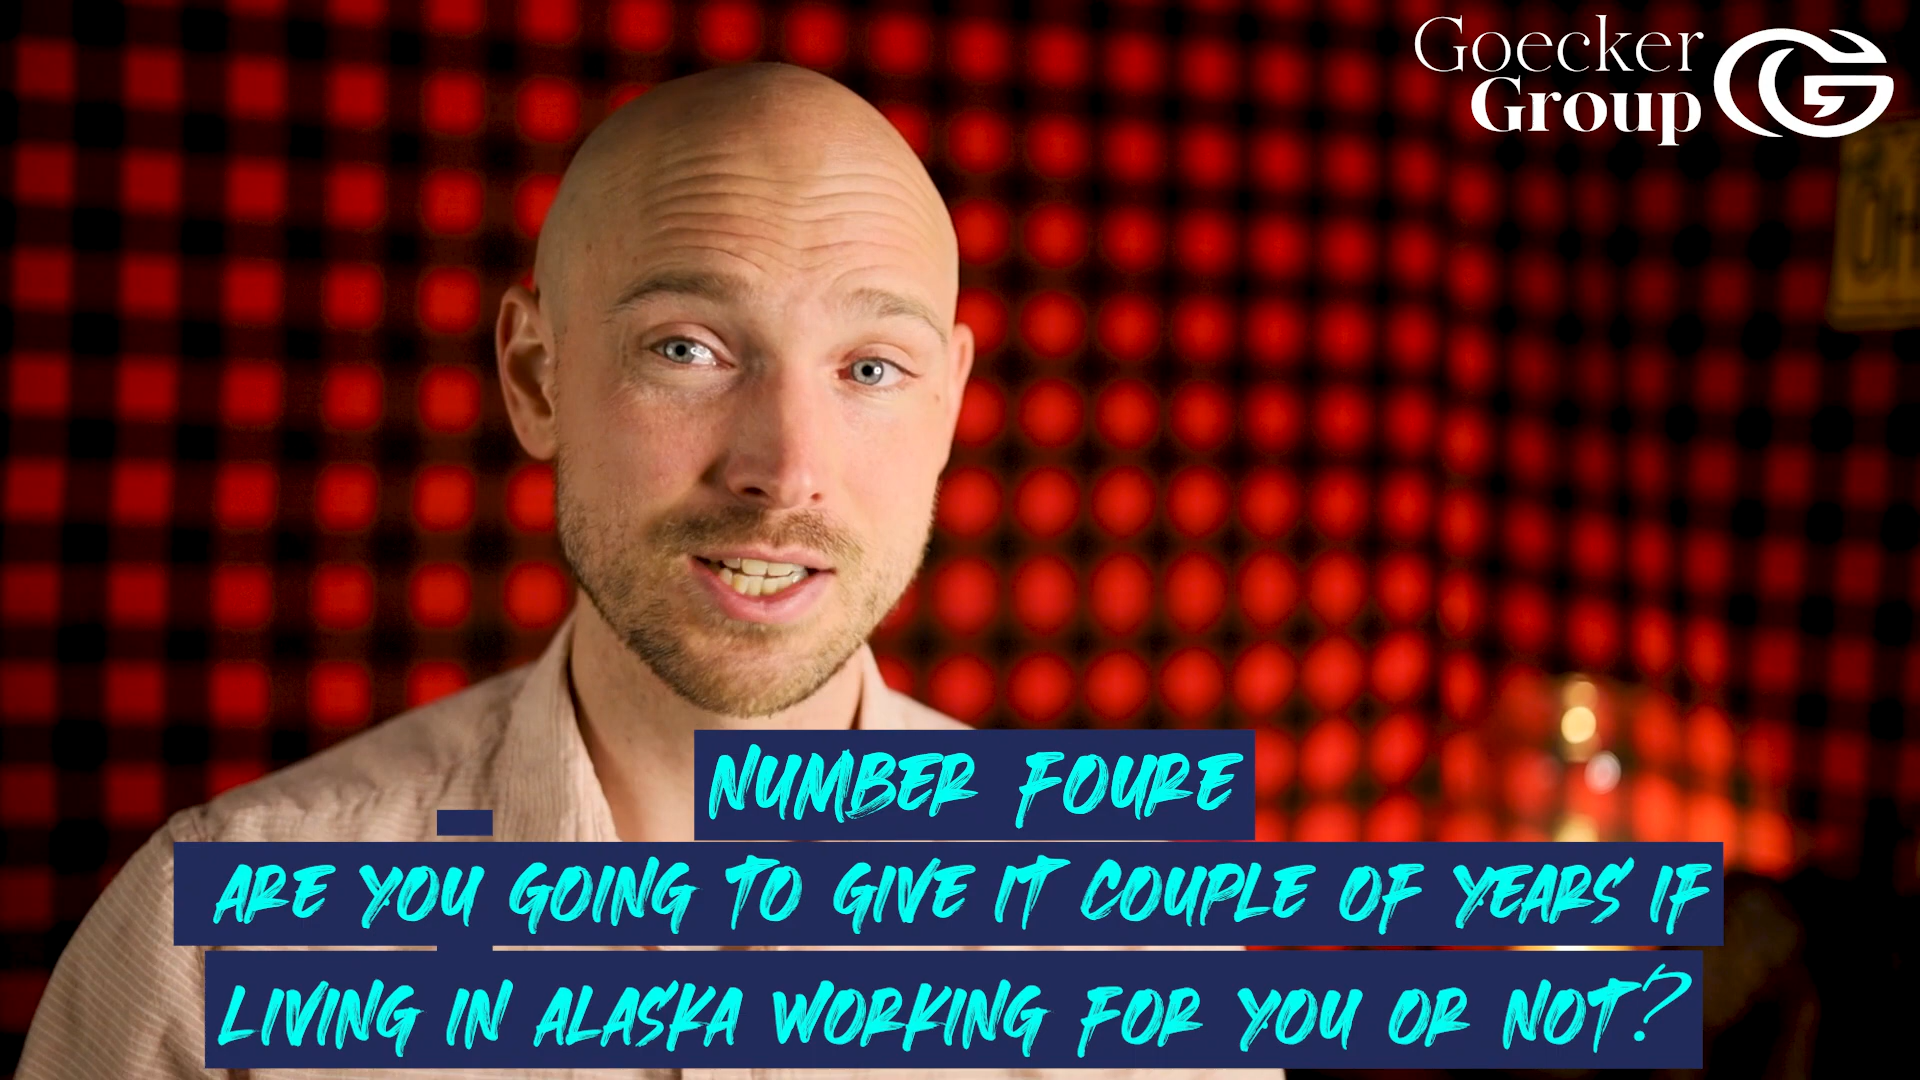 Goecker
Group
NUMBER FOURE
ARE YOU GOING TO GIVE IT COUPLE OF YEARS IF
LIVING IN ALASKA WORKING FOR YOU OR NOT?